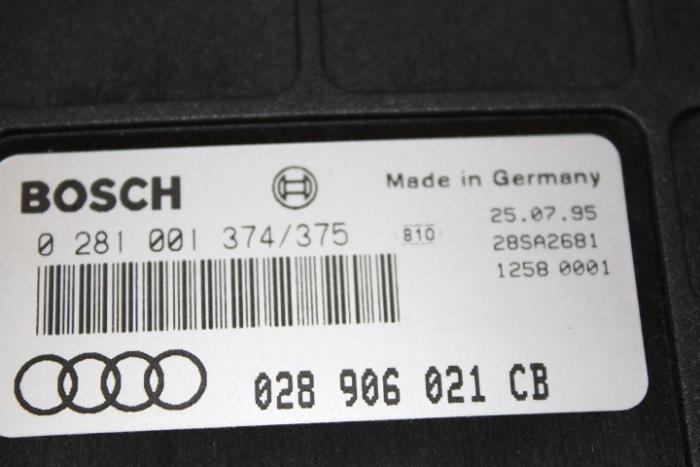 BOSCH
Made in Germany
25.07.95
0 281 001 374/375
810
28SA2681
1258 0001
028 906 021 CB